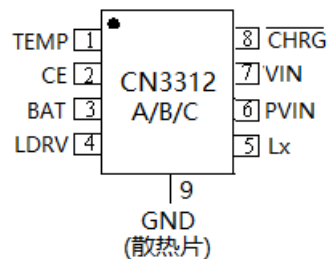 TEMP 1 8 CHRG
CE 2 7 VIN
CN3312
BAT 3 6 PVIN
A/B/C
LDRV 4 5 Lx
9
GND
(散热片)